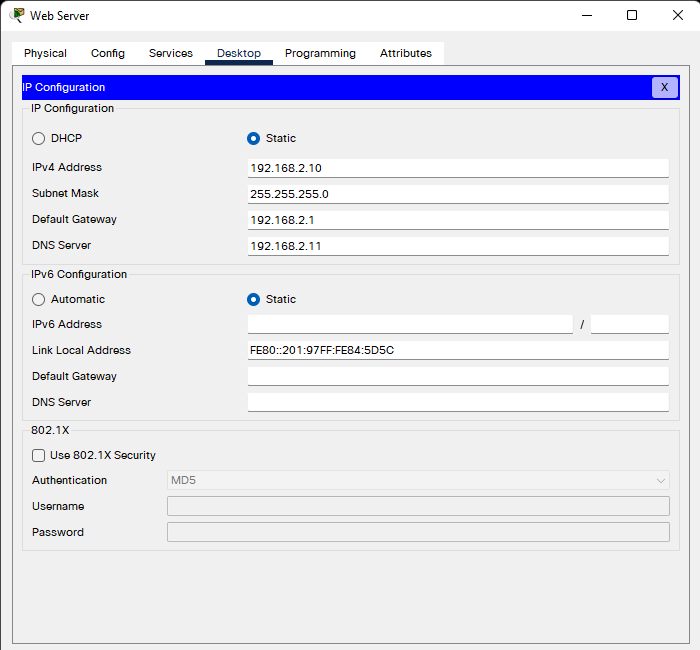 Web Server
Physical Config Services Desktop Programming Attributes
IP Configuration X
IP Configuration
DHCP Static
IPv4 Address 192.168.2.10
Subnet Mask 255.255.255.0
Default Gateway 192.168.2.1
DNS Server 192.168.2.11
IPv6 Configuration
Automatic Static
IPv6 Address /
Link Local Address FE80::201:97FF:FE84:5D5C
Default Gateway
DNS Server
802.1X
Use 802.1X Security
Authentication MD5
Username
Password